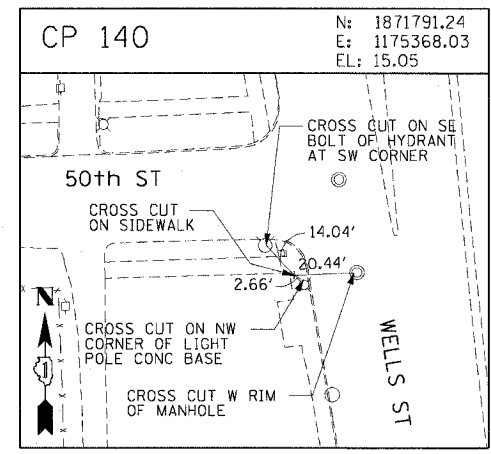 CP 140
N: 1871791.24
E: 1175368.03
EL: 15.05
CROSS CUT ON SE
BOLT OF HYDRANT
AT SW CORNER
50th ST
CROSS CUT
ON SIDEWALK
14.04'
20.44'
2.66'
N
1
CROSS CUT ON NW
CORNER OF LIGHT
POLE CONC BASE
WELLS ST
CROSS CUT W RIM
OF MANHOLE